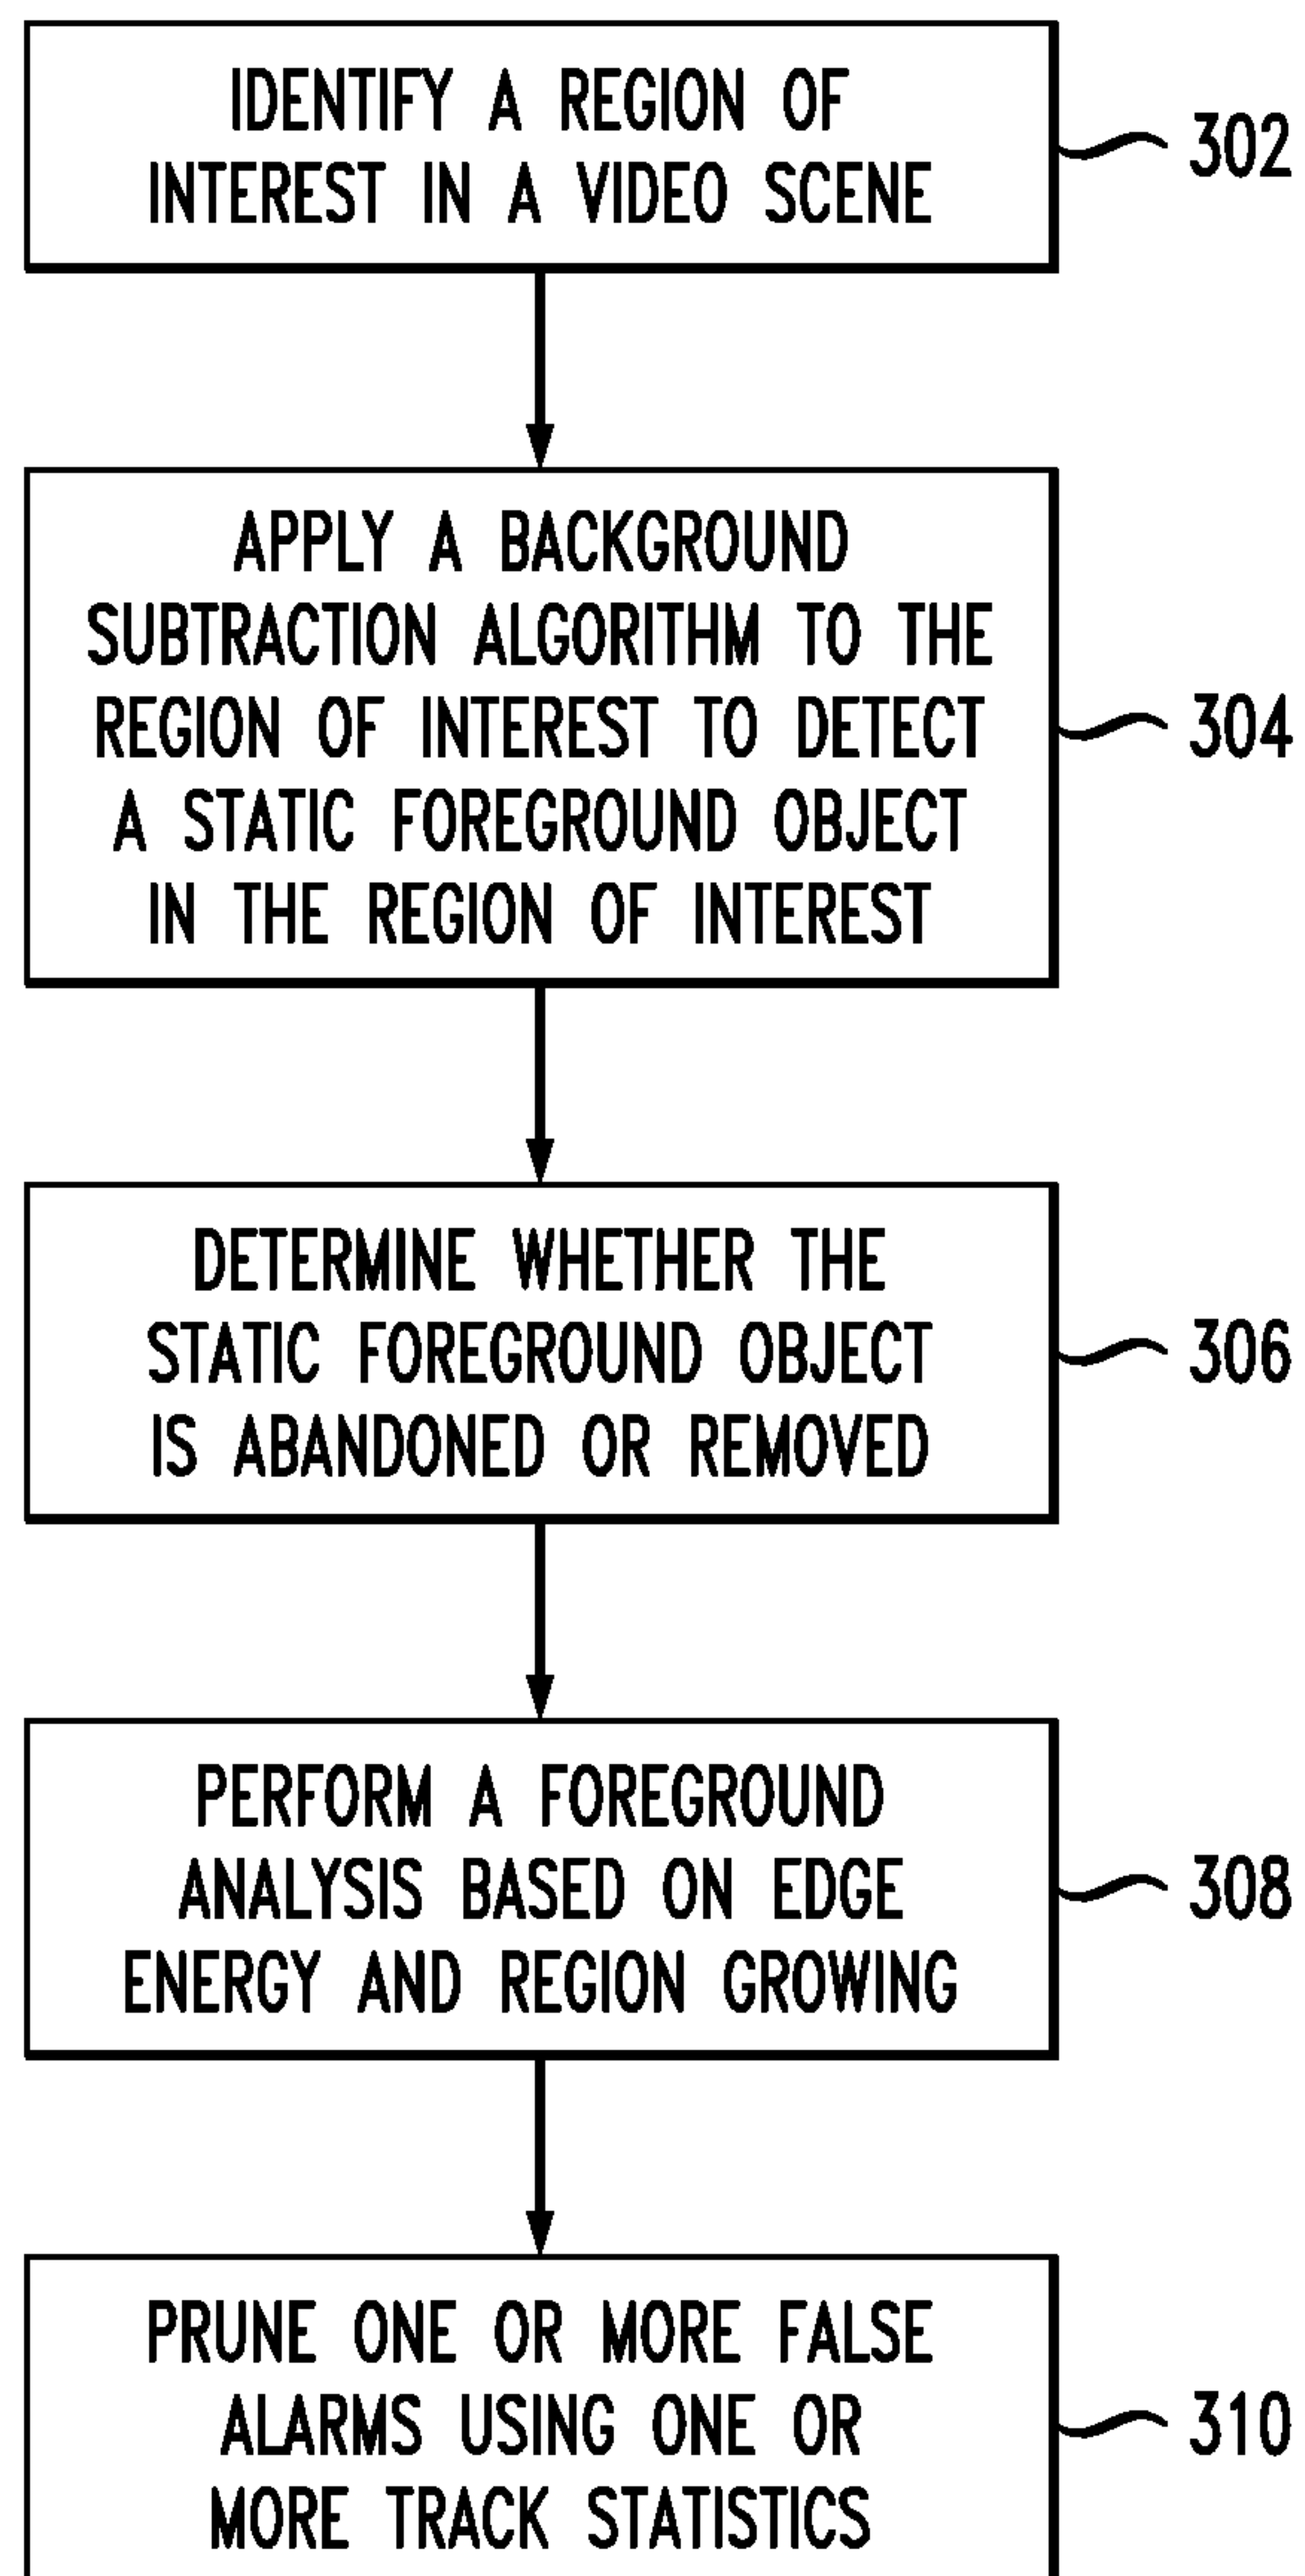 IDENTIFY A REGION OF
INTEREST IN A VIDEO SCENE
302
APPLY A BACKGROUND
SUBTRACTION ALGORITHM TO THE
REGION OF INTEREST TO DETECT
A STATIC FOREGROUND OBJECT
IN THE REGION OF INTEREST
304
DETERMINE WHETHER THE
STATIC FOREGROUND OBJECT
IS ABANDONED OR REMOVED
306
PERFORM A FOREGROUND
ANALYSIS BASED ON EDGE
ENERGY AND REGION GROWING
308
PRUNE ONE OR MORE FALSE
ALARMS USING ONE OR
MORE TRACK STATISTICS
310